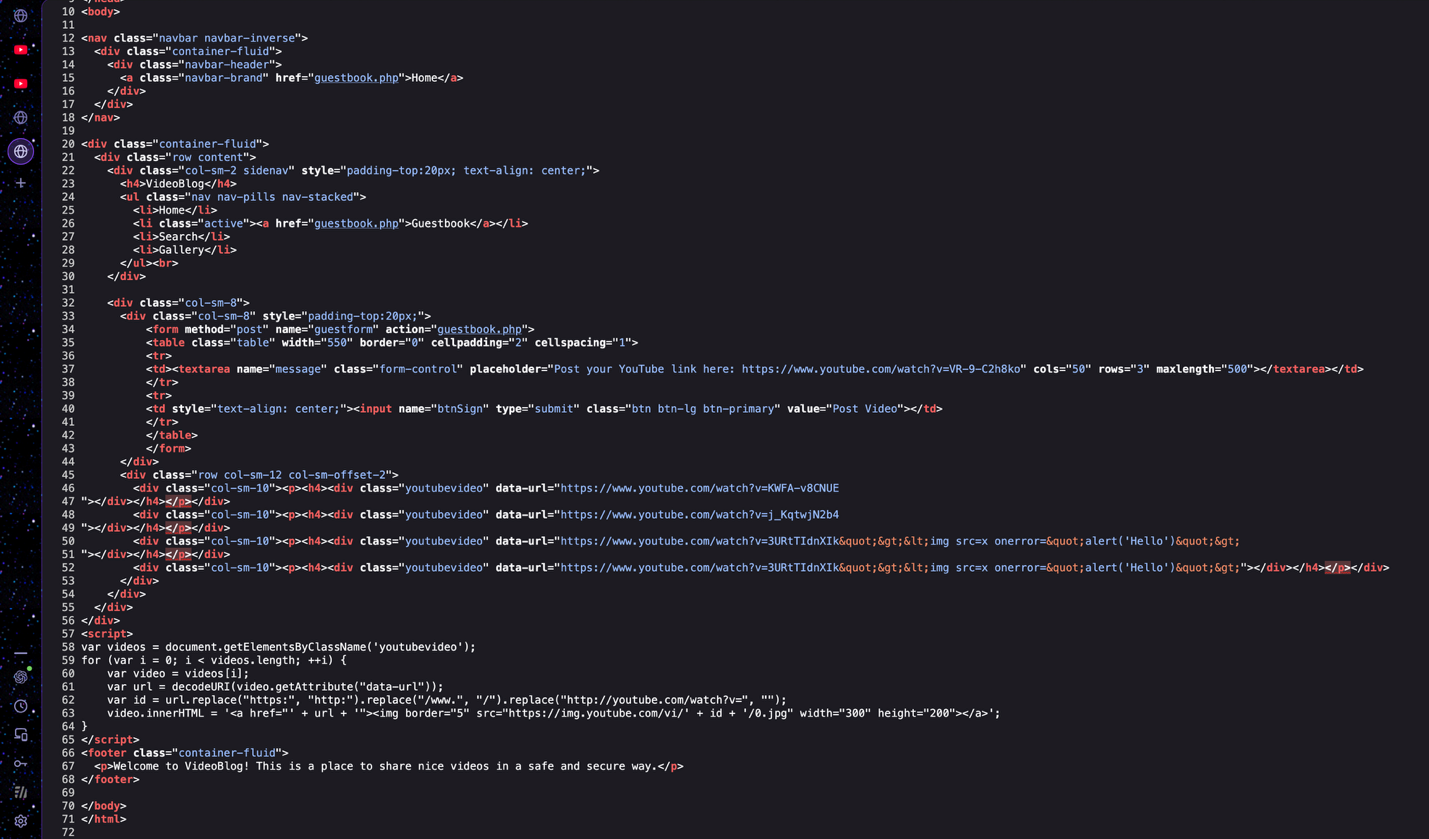 10 <body>
11
12 <nav class="navbar navbar-inverse">
13   <div class="container-fluid">
14     <div class="navbar-header">
15       <a class="navbar-brand" href="guestbook.php">Home</a>
16     </div>
17   </div>
18 </nav>
19
20 <div class="container-fluid">
21   <div class="row content">
22     <div class="col-sm-2 sidenav" style="padding-top:20px; text-align: center;">
23       <h4>VideoBlog</h4>
24       <ul class="nav nav-pills nav-stacked">
25         <li>Home</li>
26         <li class="active"><a href="guestbook.php">Guestbook</a></li>
27         <li>Search</li>
28         <li>Gallery</li>
29       </ul><br>
30     </div>
31
32     <div class="col-sm-8">
33       <div class="col-sm-8" style="padding-top:20px;">
34           <form method="post" name="guestform" action="guestbook.php">
35           <table class="table" width="550" border="0" cellpadding="2" cellspacing="1">
36           <tr>
37           <td><textarea name="message" class="form-control" placeholder="Post your YouTube link here: https://www.youtube.com/watch?v=VR-9-C2h8ko" cols="50" rows="3" maxlength="500"></textarea></td>
38           </tr>
39           <tr>
40           <td style="text-align: center;"><input name="btnSign" type="submit" class="btn btn-lg btn-primary" value="Post Video"></td>
41           </tr>
42           </table>
43           </form>
44       </div>
45       <div class="row col-sm-12 col-sm-offset-2">
46         <div class="col-sm-10"><p><h4><div class="youtubevideo" data-url="https://www.youtube.com/watch?v=KWFA-v8CNUE
47 "></div></h4></p></div>
48         <div class="col-sm-10"><p><h4><div class="youtubevideo" data-url="https://www.youtube.com/watch?v=j_KqtwjN2b4
49 "></div></h4></p></div>
50         <div class="col-sm-10"><p><h4><div class="youtubevideo" data-url="https://www.youtube.com/watch?v=3URtTIdnXIk&quot;&gt;&lt;img src=x onerror=&quot;alert('Hello')&quot;&gt;
51 "></div></h4></p></div>
52         <div class="col-sm-10"><p><h4><div class="youtubevideo" data-url="https://www.youtube.com/watch?v=3URtTIdnXIk&quot;&gt;&lt;img src=x onerror=&quot;alert('Hello')&quot;&gt;"></div></h4></p></div>
53       </div>
54     </div>
55   </div>
56 </div>
57 <script>
58 var videos = document.getElementsByClassName('youtubevideo');
59 for (var i = 0; i < videos.length; ++i) {
60     var video = videos[i];
61     var url = decodeURI(video.getAttribute("data-url"));
62     var id = url.replace("https:", "http:").replace("/www.", "/").replace("http://youtube.com/watch?v=", "");
63     video.innerHTML = '<a href="' + url + '"><img border="5" src="https://img.youtube.com/vi/' + id + '/0.jpg" width="300" height="200"></a>';
64 }
65 </script>
66 <footer class="container-fluid">
67   <p>Welcome to VideoBlog! This is a place to share nice videos in a safe and secure way.</p>
68 </footer>
69
70 </body>
71 </html>
72